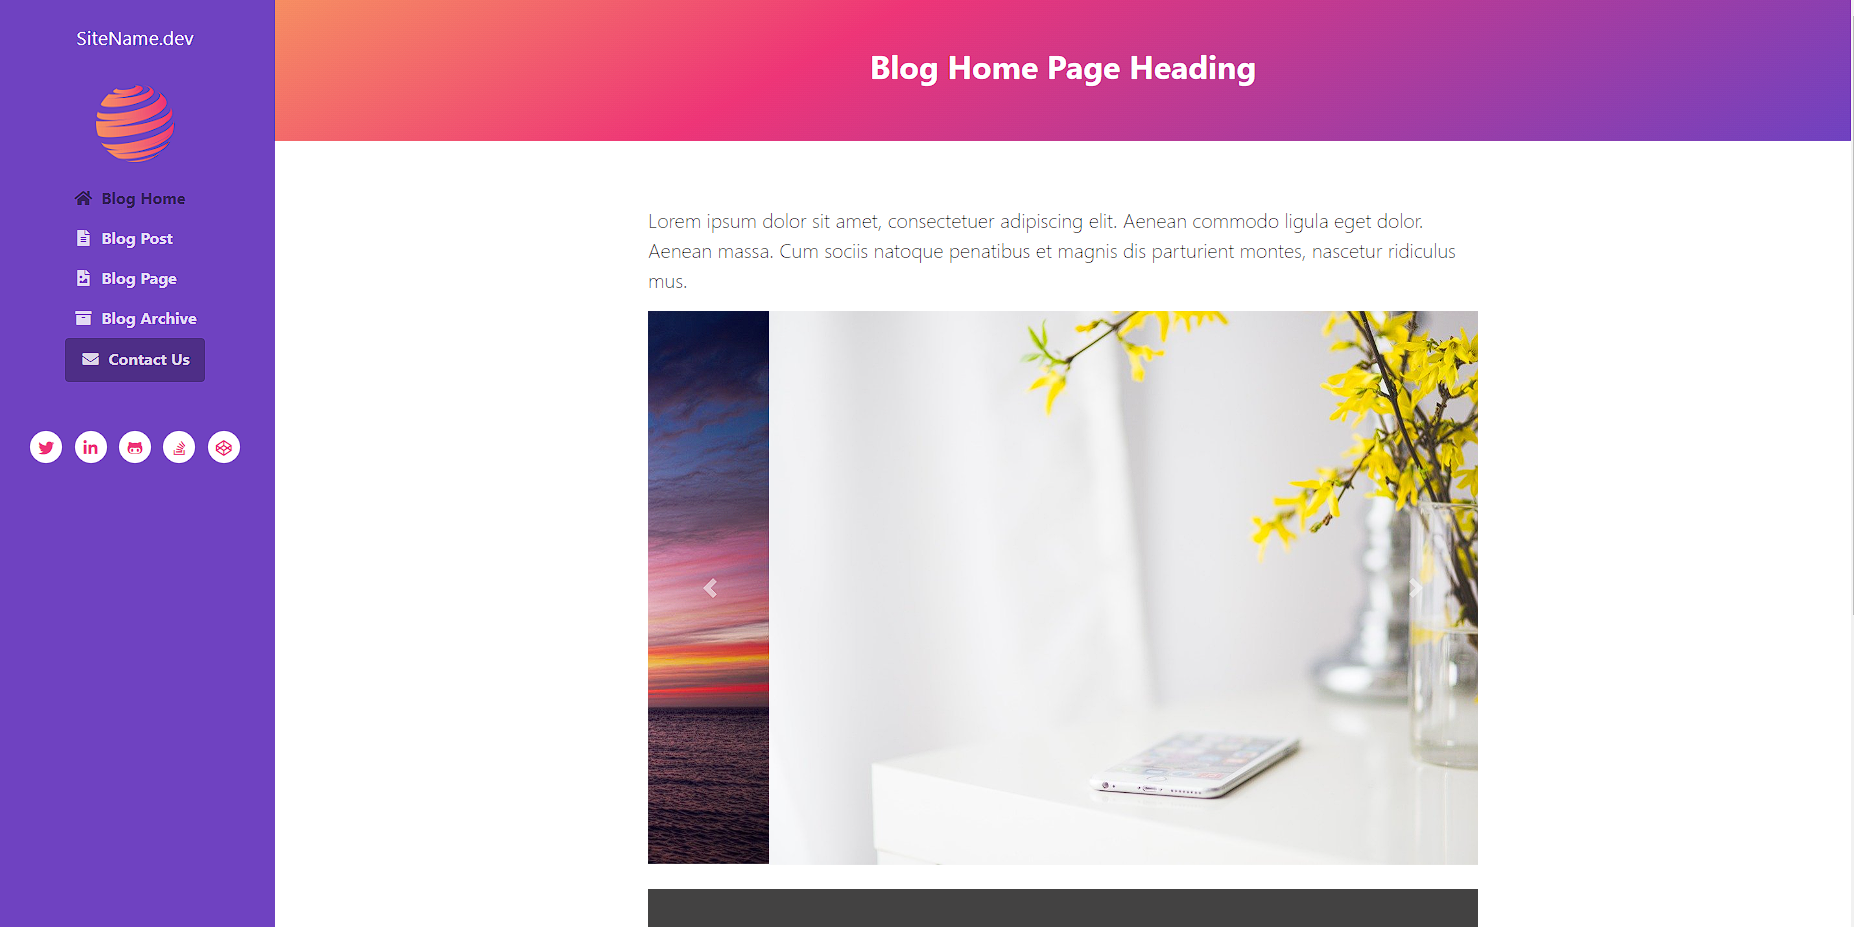 SiteName.dev
Blog Home
Blog Post
Blog Page
Blog Archive
Contact Us
in
Blog Home Page Heading
Lorem ipsum dolor sit amet, consectetuer adipiscing elit. Aenean commodo ligula eget dolor.
Aenean massa. Cum sociis natoque penatibus et magnis dis parturient montes, nascetur ridiculus
mus.